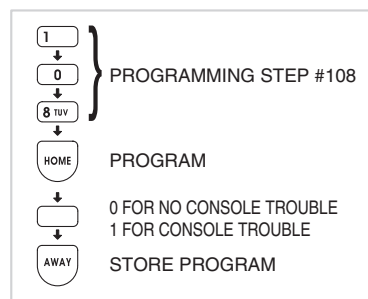 1
0 PROGRAMMING STEP #108
8 TUV
HOME PROGRAM
0 FOR NO CONSOLE TROUBLE
1 FOR CONSOLE TROUBLE
AWAY STORE PROGRAM